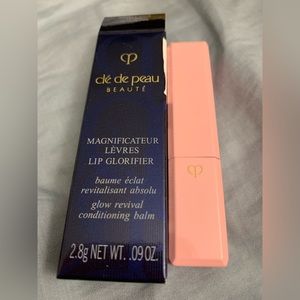 clé de peau
BEAUTÉ
MAGNIFICATEUR
LÈVRES
LIP GLORIFIER
baume éclat
revitalisant absolu
glow revival
conditioning balm
2.8g NET WT. .09 OZ.